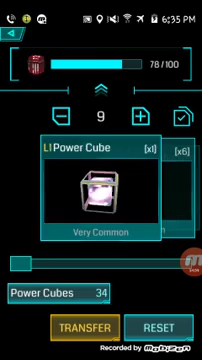 6:35 PM
78/100
9
L1 Power Cube [x1]
[x6]
Very Common
Power Cubes 34
TRANSFER
RESET
Recorded by Mobizen